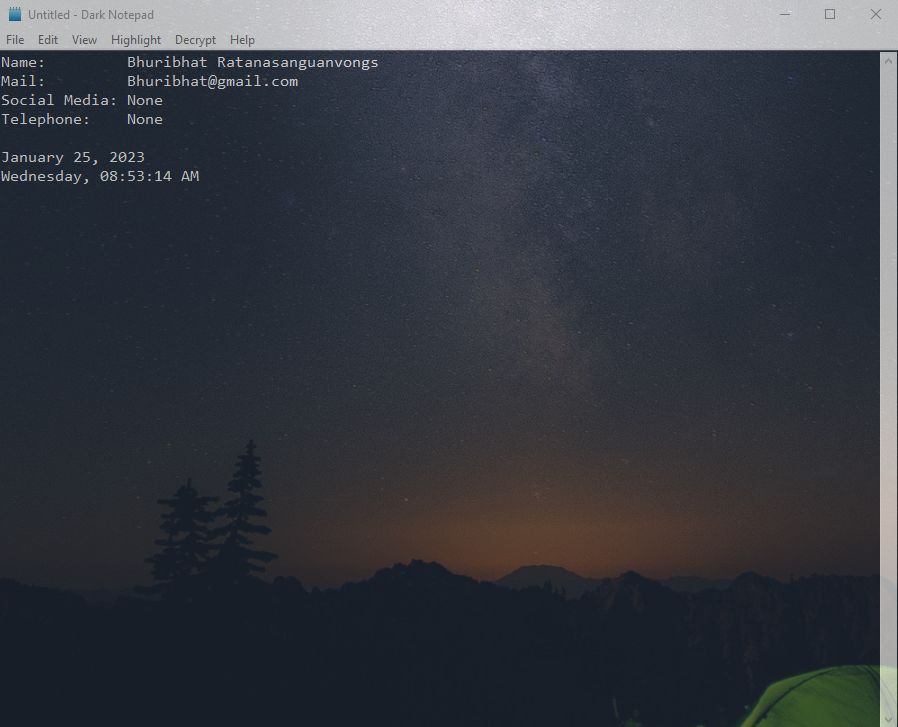 Untitled - Dark Notepad
File Edit View Highlight Decrypt Help
Name: Bhuribhat Ratanasanguanvongs
Mail: Bhuribhat@gmail.com
Social Media: None
Telephone: None
January 25, 2023
Wednesday, 08:53:14 AM